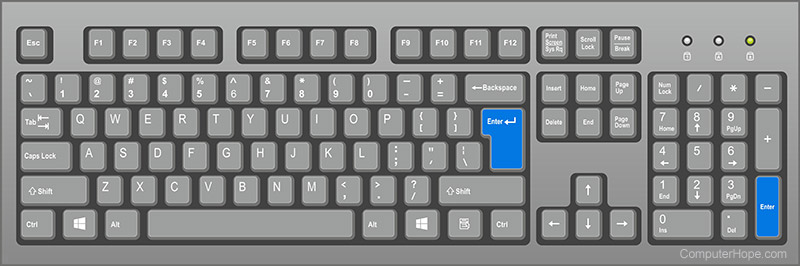 Esc F1 F2 F3 F4 F5 F6 F7 F8 F9 F10 F11 F12 Print Screen Sys Rq Scroll Lock Pause Break
~ ` ! 1 @ 2 # 3 $ 4 % 5 ^ 6 & 7 * 8 ( 9 ) 0 _ - + = ←Backspace Insert Home Page Up Num Lock / * −
Tab Q W E R T Y U I O P { [ } ] Enter Delete End Page Down 7 Home 8 ↑ 9 PgUp +
Caps Lock A S D F G H J K L : ; " ' | \ 4 ← 5 6 →
⇧Shift Z X C V B N M < , > . ? / ⇧Shift ↑ 1 End 2 ↓ 3 PgDn Enter
Ctrl Alt Alt Ctrl ← ↓ → 0 Ins . Del
ComputerHope.com